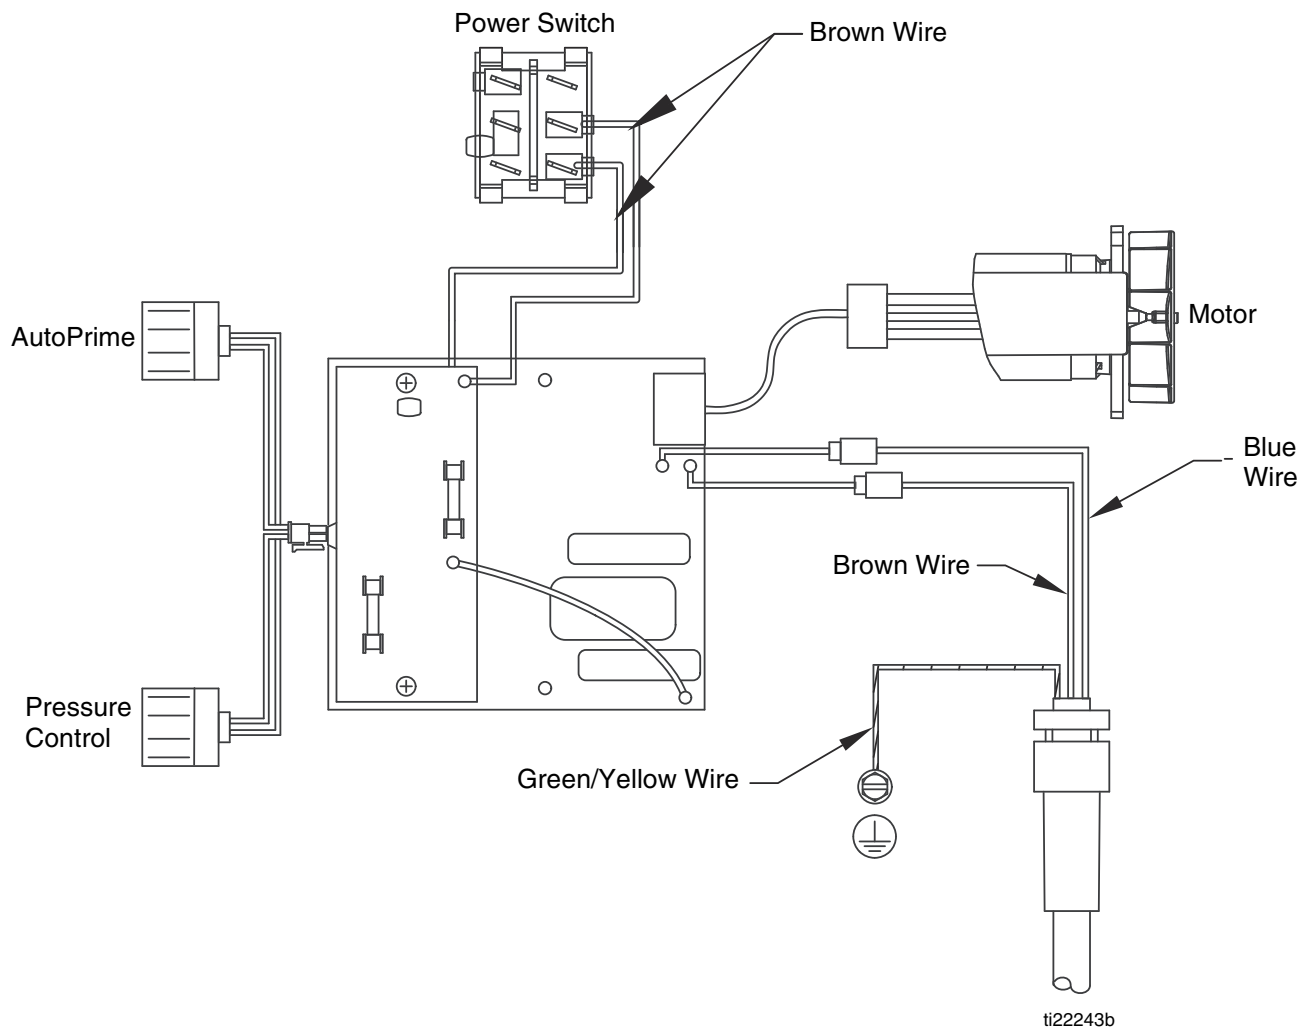 Power Switch
Brown Wire
AutoPrime
Motor
Blue
Wire
Brown Wire
Pressure
Control
Green/Yellow Wire
ti22243b